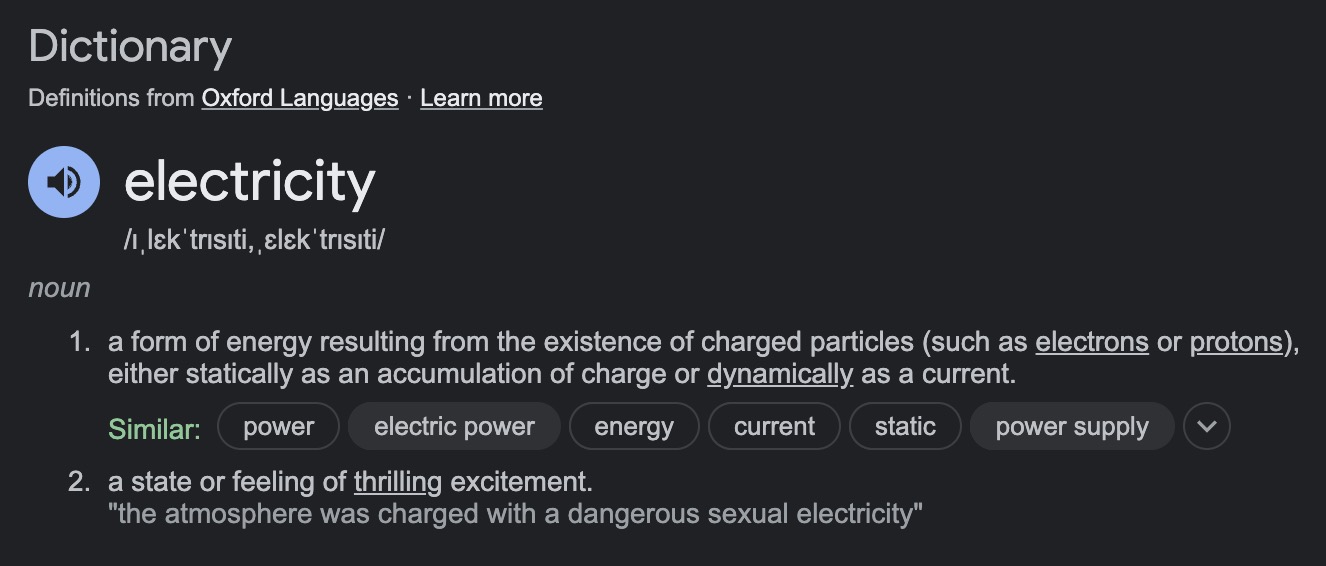 Dictionary
Definitions from Oxford Languages · Learn more
electricity
/ɪˌlɛkˈtrɪsɪti,ˌɛlɛkˈtrɪsɪti/
noun
1. a form of energy resulting from the existence of charged particles (such as electrons or protons),
either statically as an accumulation of charge or dynamically as a current.
Similar: power electric power energy current static power supply
2. a state or feeling of thrilling excitement.
"the atmosphere was charged with a dangerous sexual electricity"